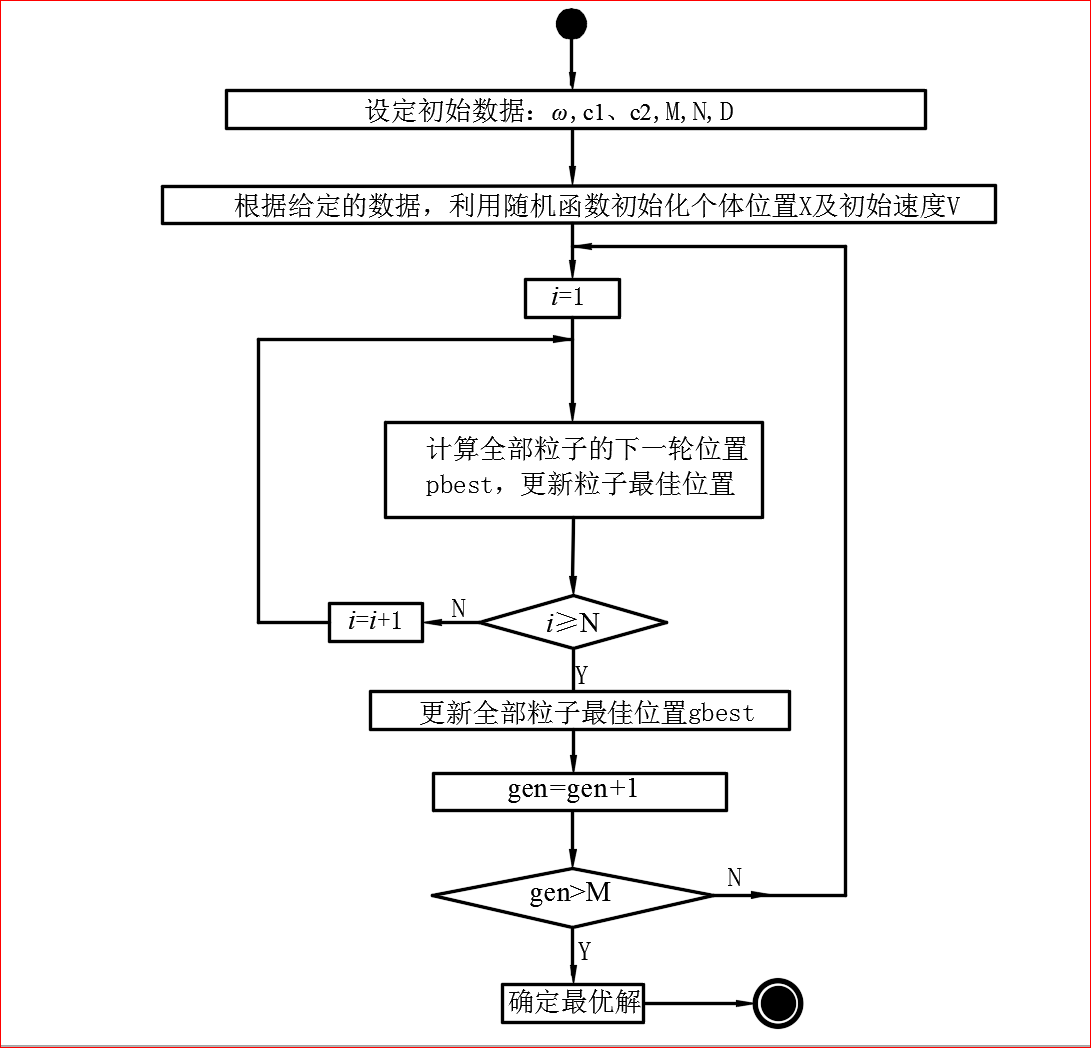 设定初始数据：ω,c1、c2,M,N,D
根据给定的数据，利用随机函数初始化个体位置X及初始速度V
i=1
计算全部粒子的下一轮位置
pbest，更新粒子最佳位置
i=i+1
N
i≥N
Y
更新全部粒子最佳位置gbest
gen=gen+1
gen>M
N
Y
确定最优解